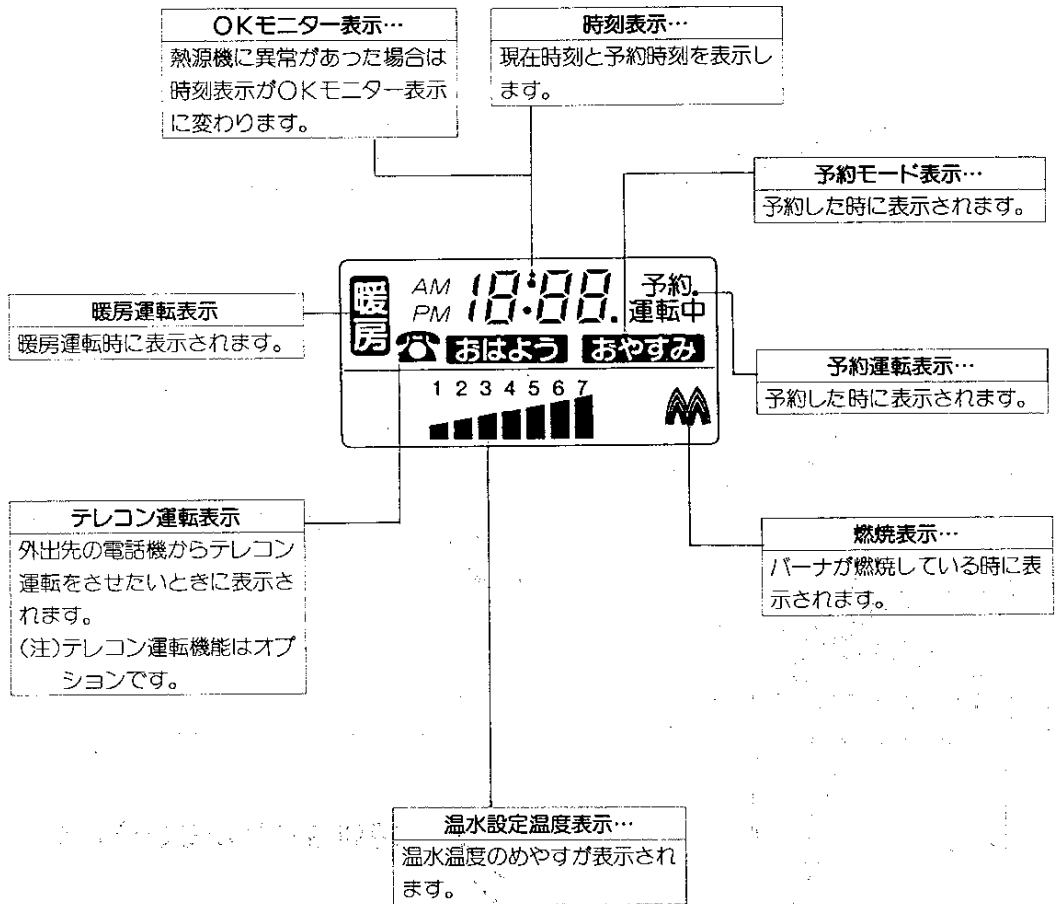 OKモニター表示…
熱源機に異常があった場合は
時刻表示がOKモニター表示
に変わります。
時刻表示…
現在時刻と予約時刻を表示し
ます。
予約モード表示…
予約した時に表示されます。
暖房運転表示
暖房運転時に表示されます。
暖房
AM
PM
18:88.
予約
運転中
おはよう おやすみ
1 2 3 4 5 6 7
予約運転表示…
予約した時に表示されます。
テレコン運転表示
外出先の電話機からテレコン
運転をさせたいときに表示さ
れます。
(注)テレコン運転機能はオプ
ションです。
燃焼表示…
バーナが燃焼している時に表
示されます。
温水設定温度表示…
温水温度のめやすが表示され
ます。